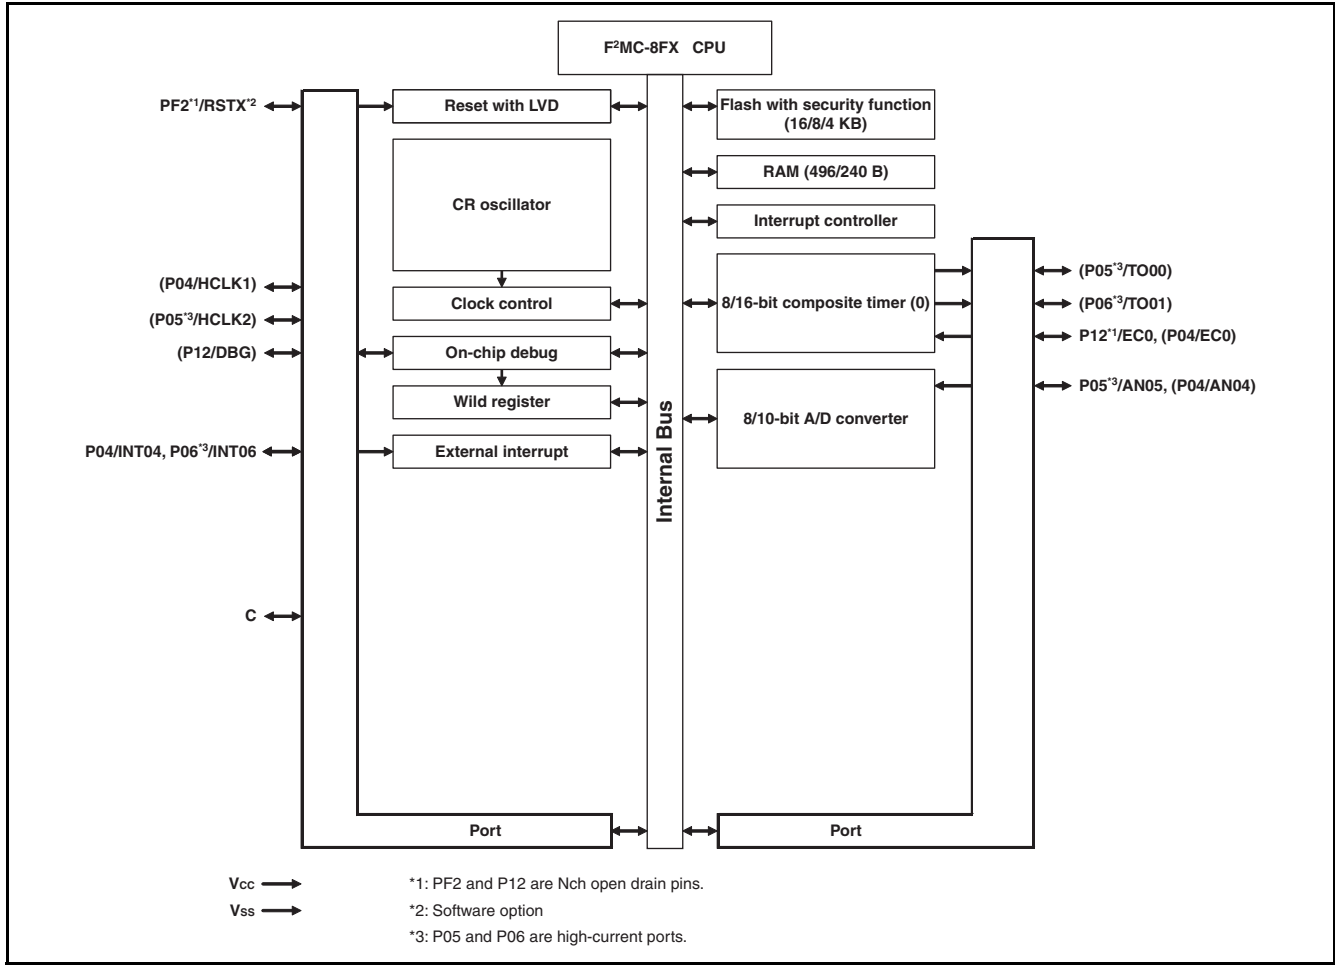 F²MC-8FX CPU
PF2*1/RSTX*2
Reset with LVD
Flash with security function
(16/8/4 KB)
RAM (496/240 B)
CR oscillator
Interrupt controller
(P04/HCLK1)
(P05*3/TO00)
Clock control
8/16-bit composite timer (0)
(P06*3/TO01)
(P05*3/HCLK2)
P12*1/EC0, (P04/EC0)
(P12/DBG)
On-chip debug
P05*3/AN05, (P04/AN04)
Wild register
8/10-bit A/D converter
P04/INT04, P06*3/INT06
External interrupt
Internal Bus
C
Port
Port
Vcc
*1: PF2 and P12 are Nch open drain pins.
Vss
*2: Software option
*3: P05 and P06 are high-current ports.